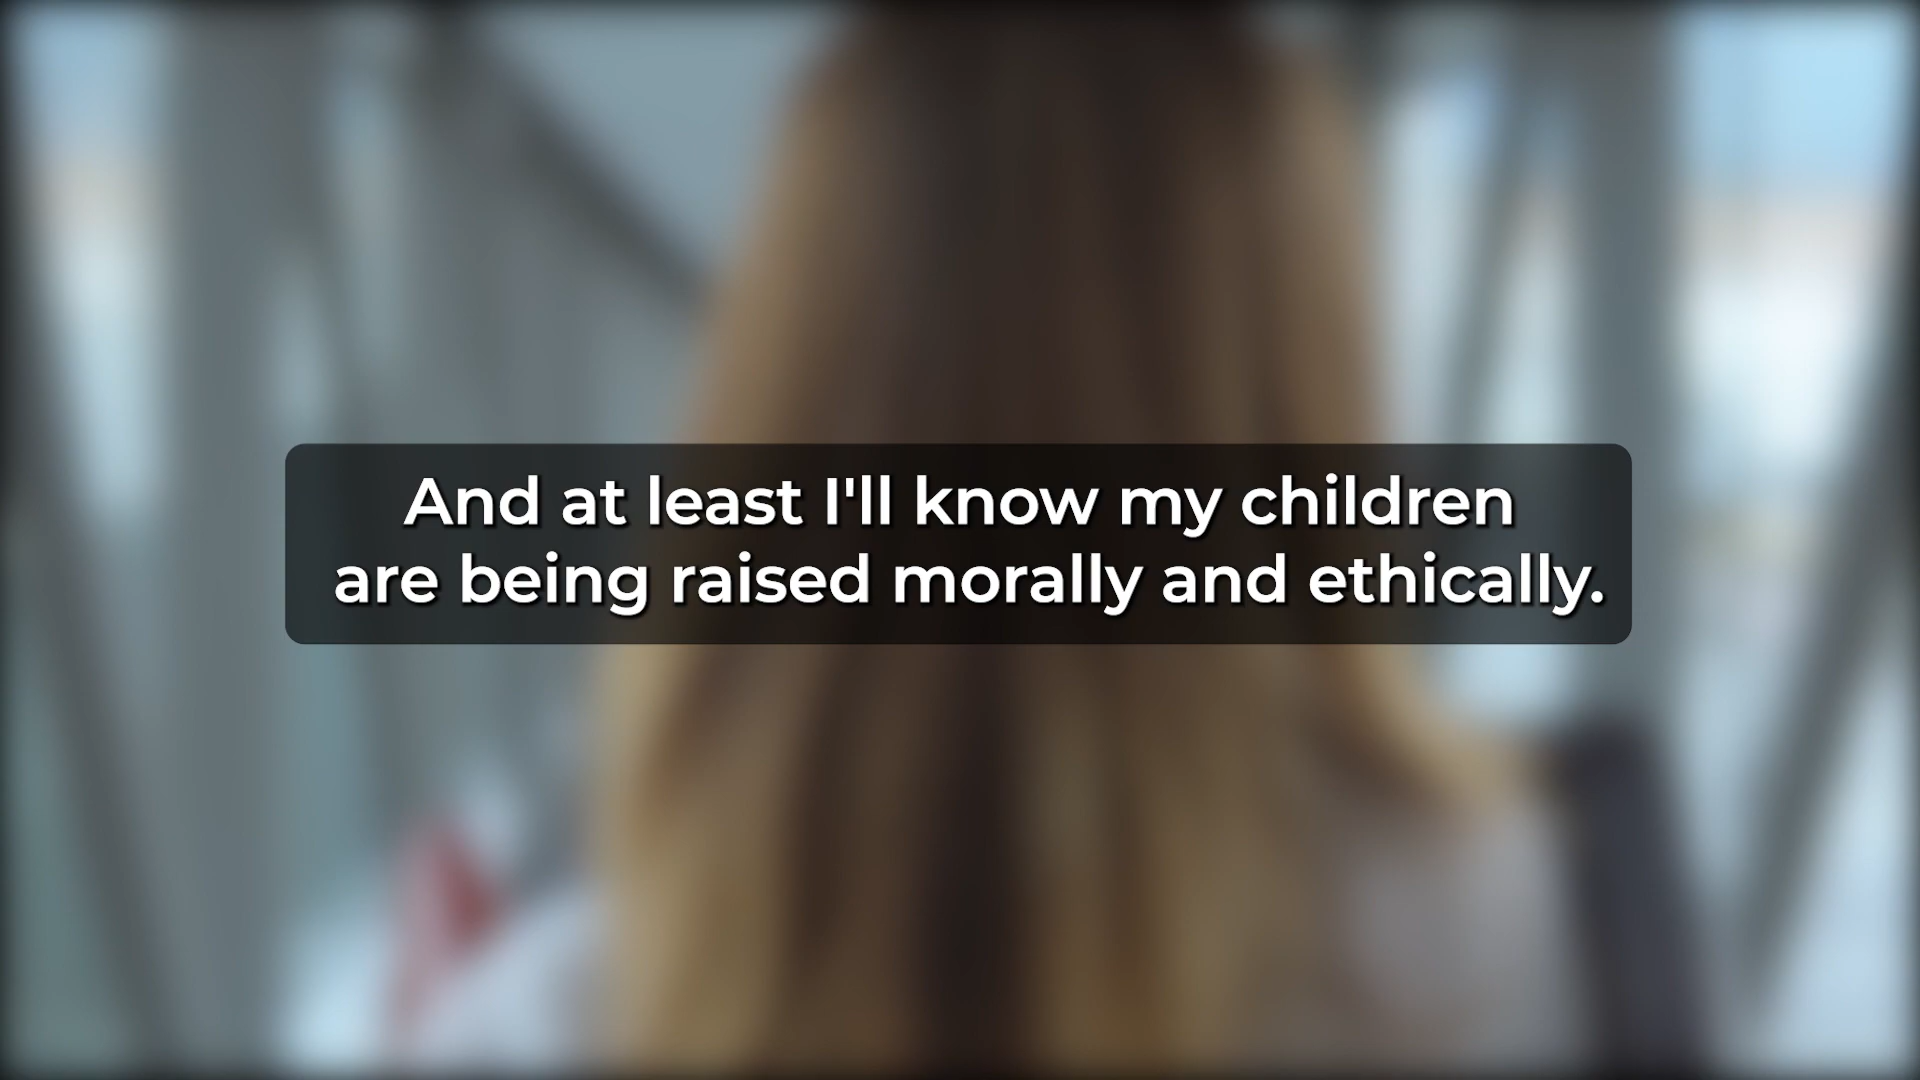 And at least I'll know my children
are being raised morally and ethically.